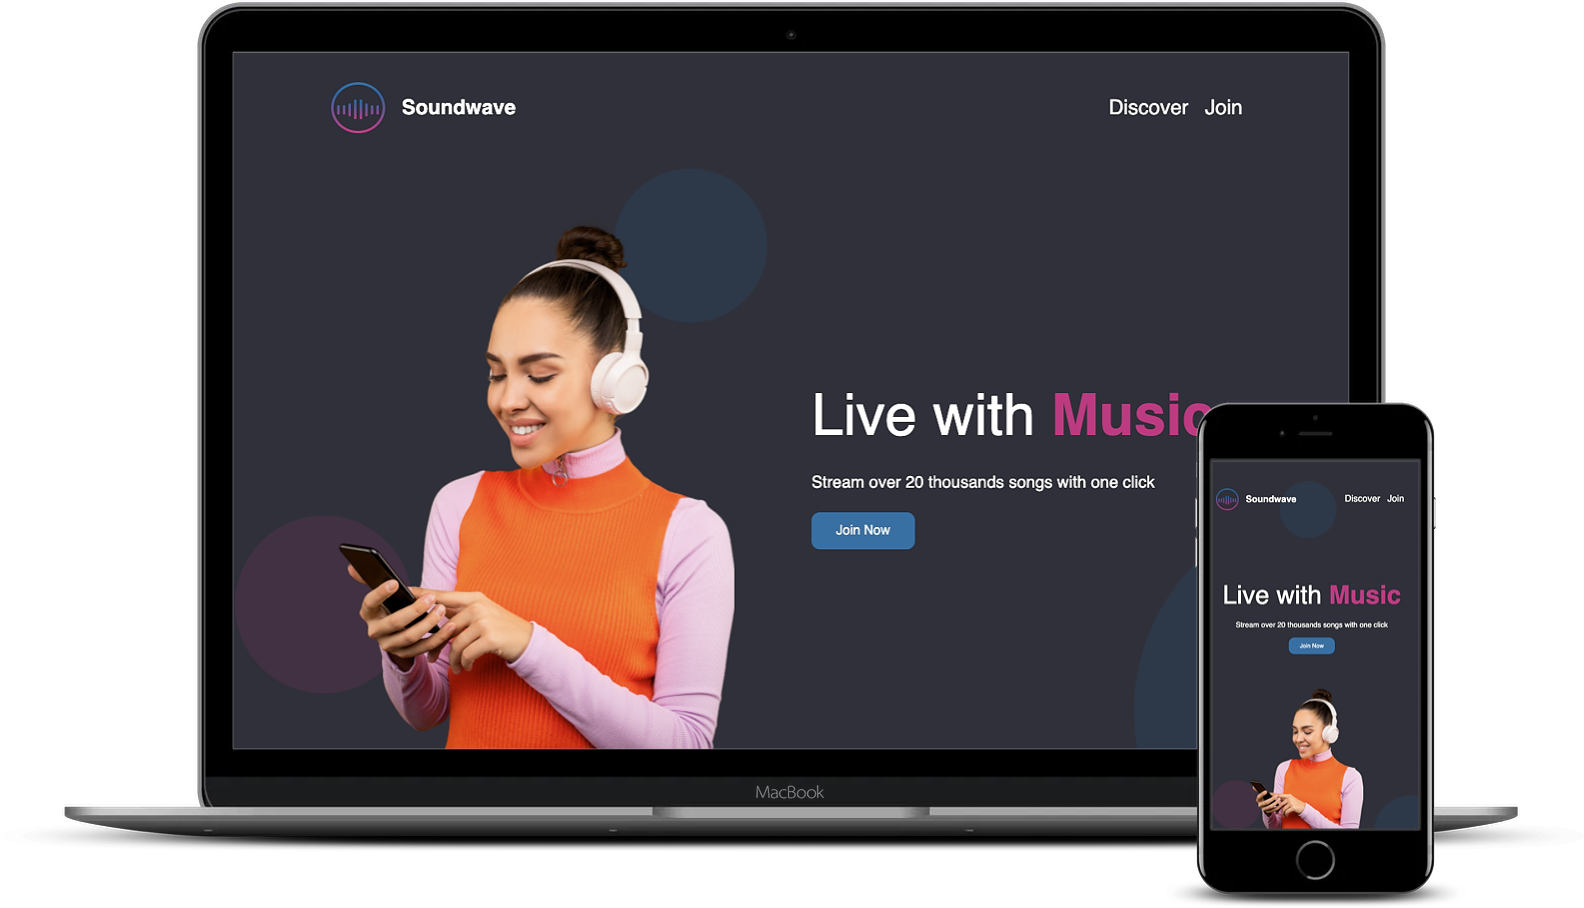 Soundwave
Discover Join
Live with Music
Stream over 20 thousands songs with one click
Join Now
MacBook
Soundwave
Discover Join
Live with Music
Stream over 20 thousands songs with one click
Join Now